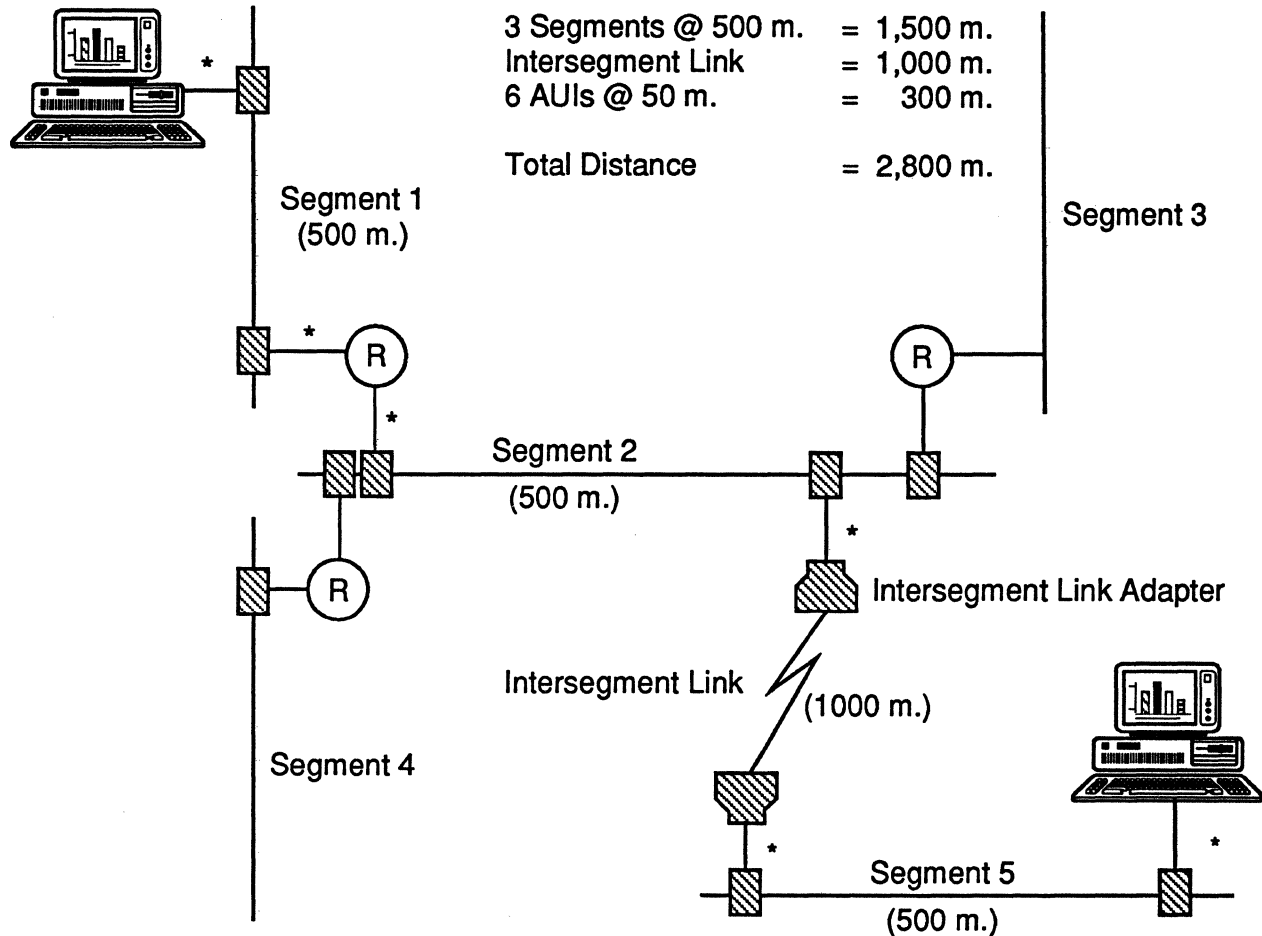 3 Segments @ 500 m. = 1,500 m.
Intersegment Link = 1,000 m.
6 AUIs @ 50 m. = 300 m.
Total Distance = 2,800 m.
*
Segment 1
(500 m.)
Segment 3
*
R
R
*
Segment 2
(500 m.)
*
R
Intersegment Link Adapter
Intersegment Link
(1000 m.)
Segment 4
*
*
Segment 5
(500 m.)